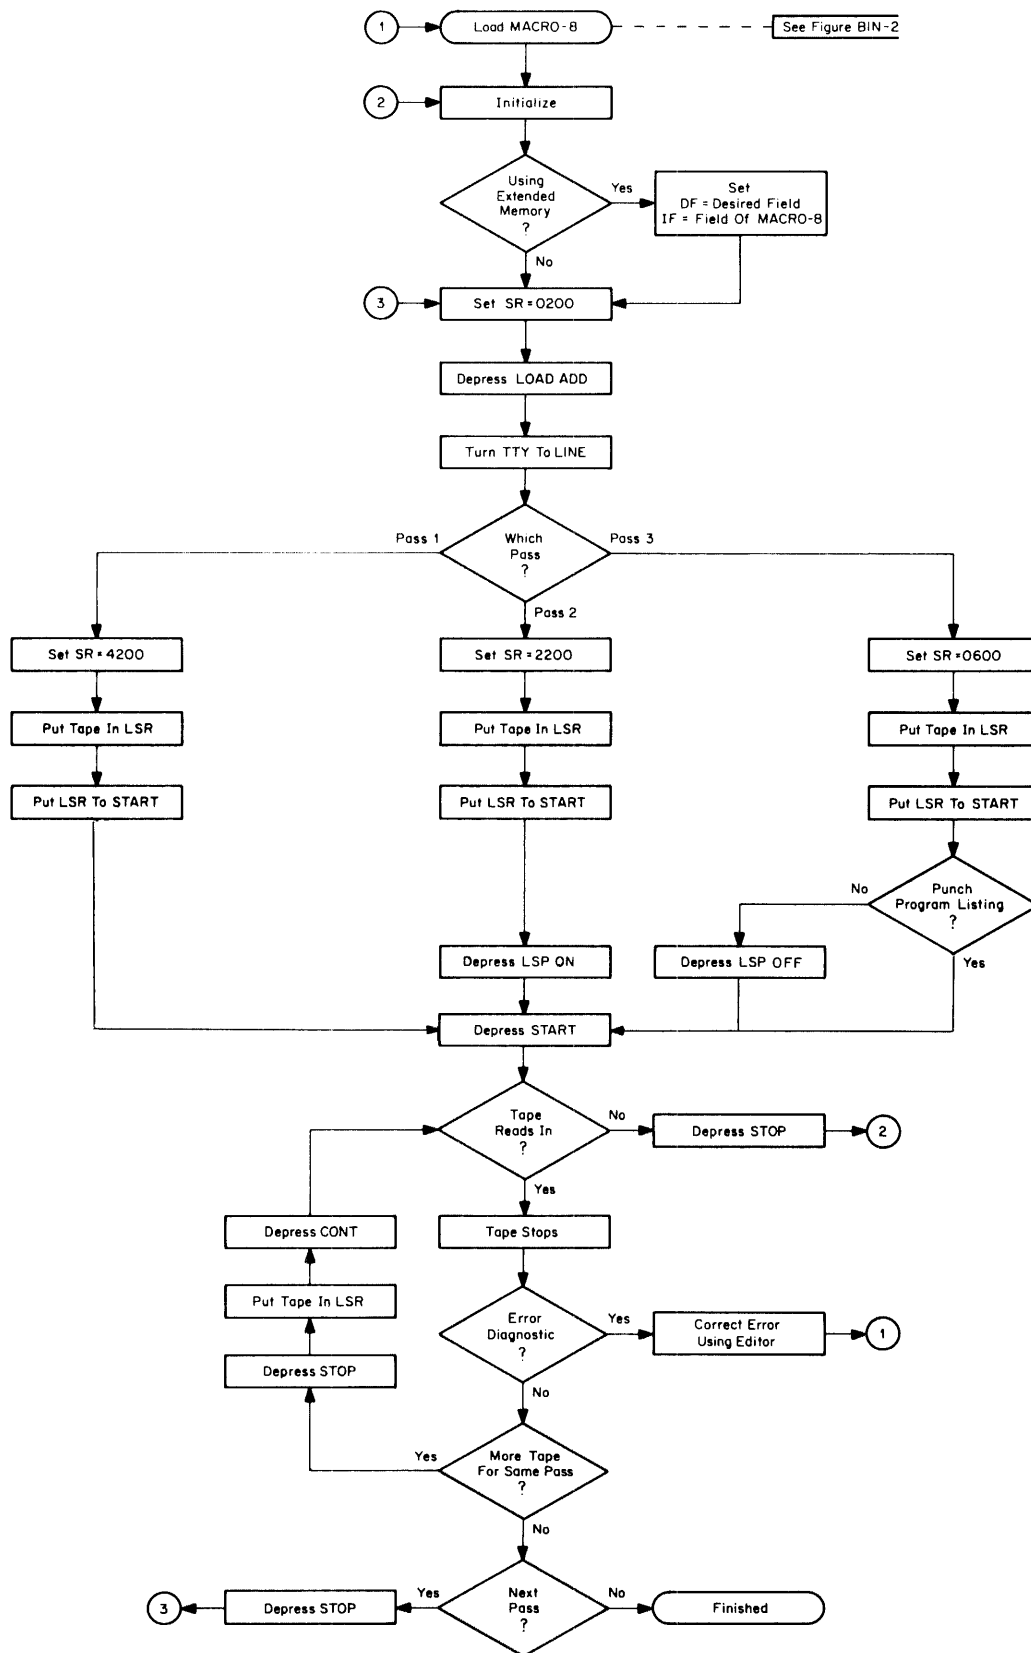 1
Load MACRO-8
See Figure BIN-2
2
Initialize
Using
Extended
Memory
?
Yes
Set
DF = Desired Field
IF = Field Of MACRO-8
No
3
Set SR = 0200
Depress LOAD ADD
Turn TTY To LINE
Pass 1
Which
Pass
?
Pass 3
Pass 2
Set SR = 4200
Set SR = 2200
Set SR = 0600
Put Tape In LSR
Put Tape In LSR
Put Tape In LSR
Put LSR To START
Put LSR To START
Put LSR To START
No
Punch
Program Listing
?
Yes
Depress LSP ON
Depress LSP OFF
Depress START
Tape
Reads In
?
No
Depress STOP
2
Yes
Depress CONT
Tape Stops
Put Tape In LSR
Error
Diagnostic
?
Yes
Correct Error
Using Editor
1
Depress STOP
No
Yes
More Tape
For Same Pass
?
No
3
Depress STOP
Yes
Next
Pass
?
No
Finished